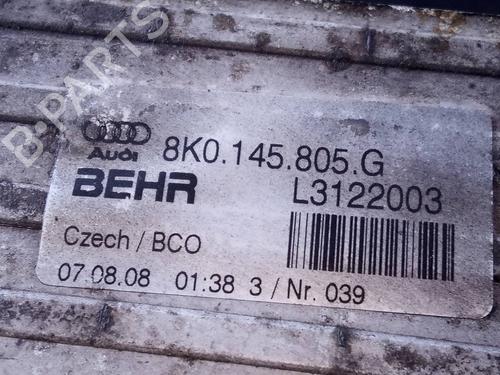 B-PARTS
Audi 8K0.145.805.G
BEHR L3122003
Czech / BCO
07.08.08 01:38 3 / Nr. 039